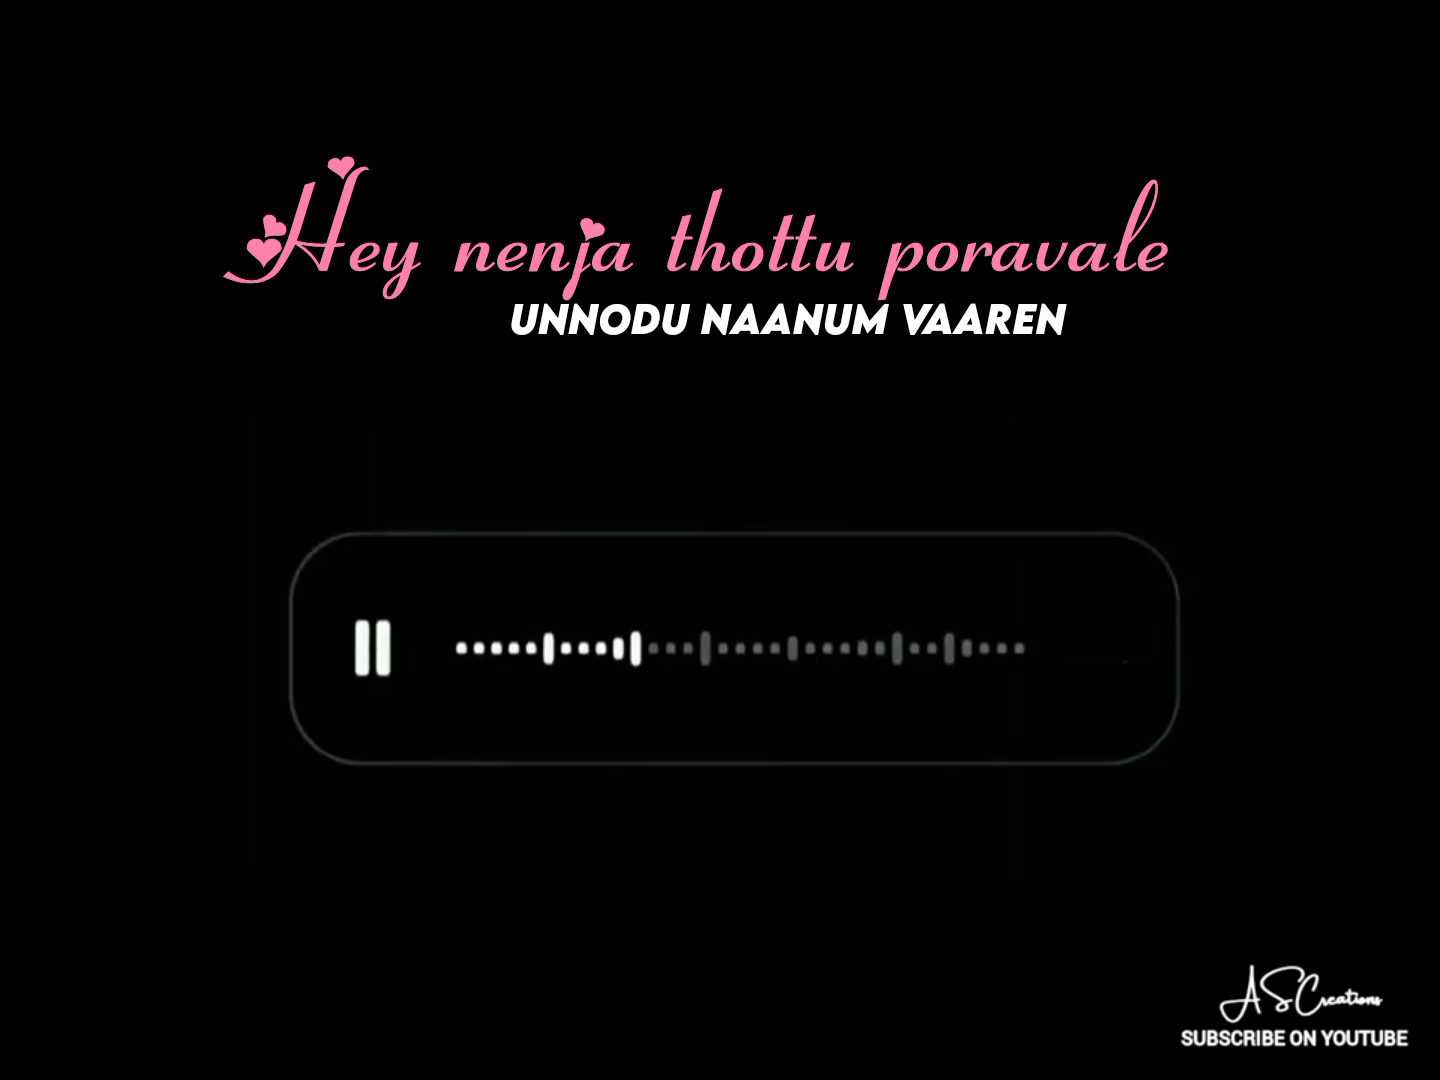 Hey nenja thottu poravale
UNNODU NAANUM VAAREN
AS Creations
SUBSCRIBE ON YOUTUBE